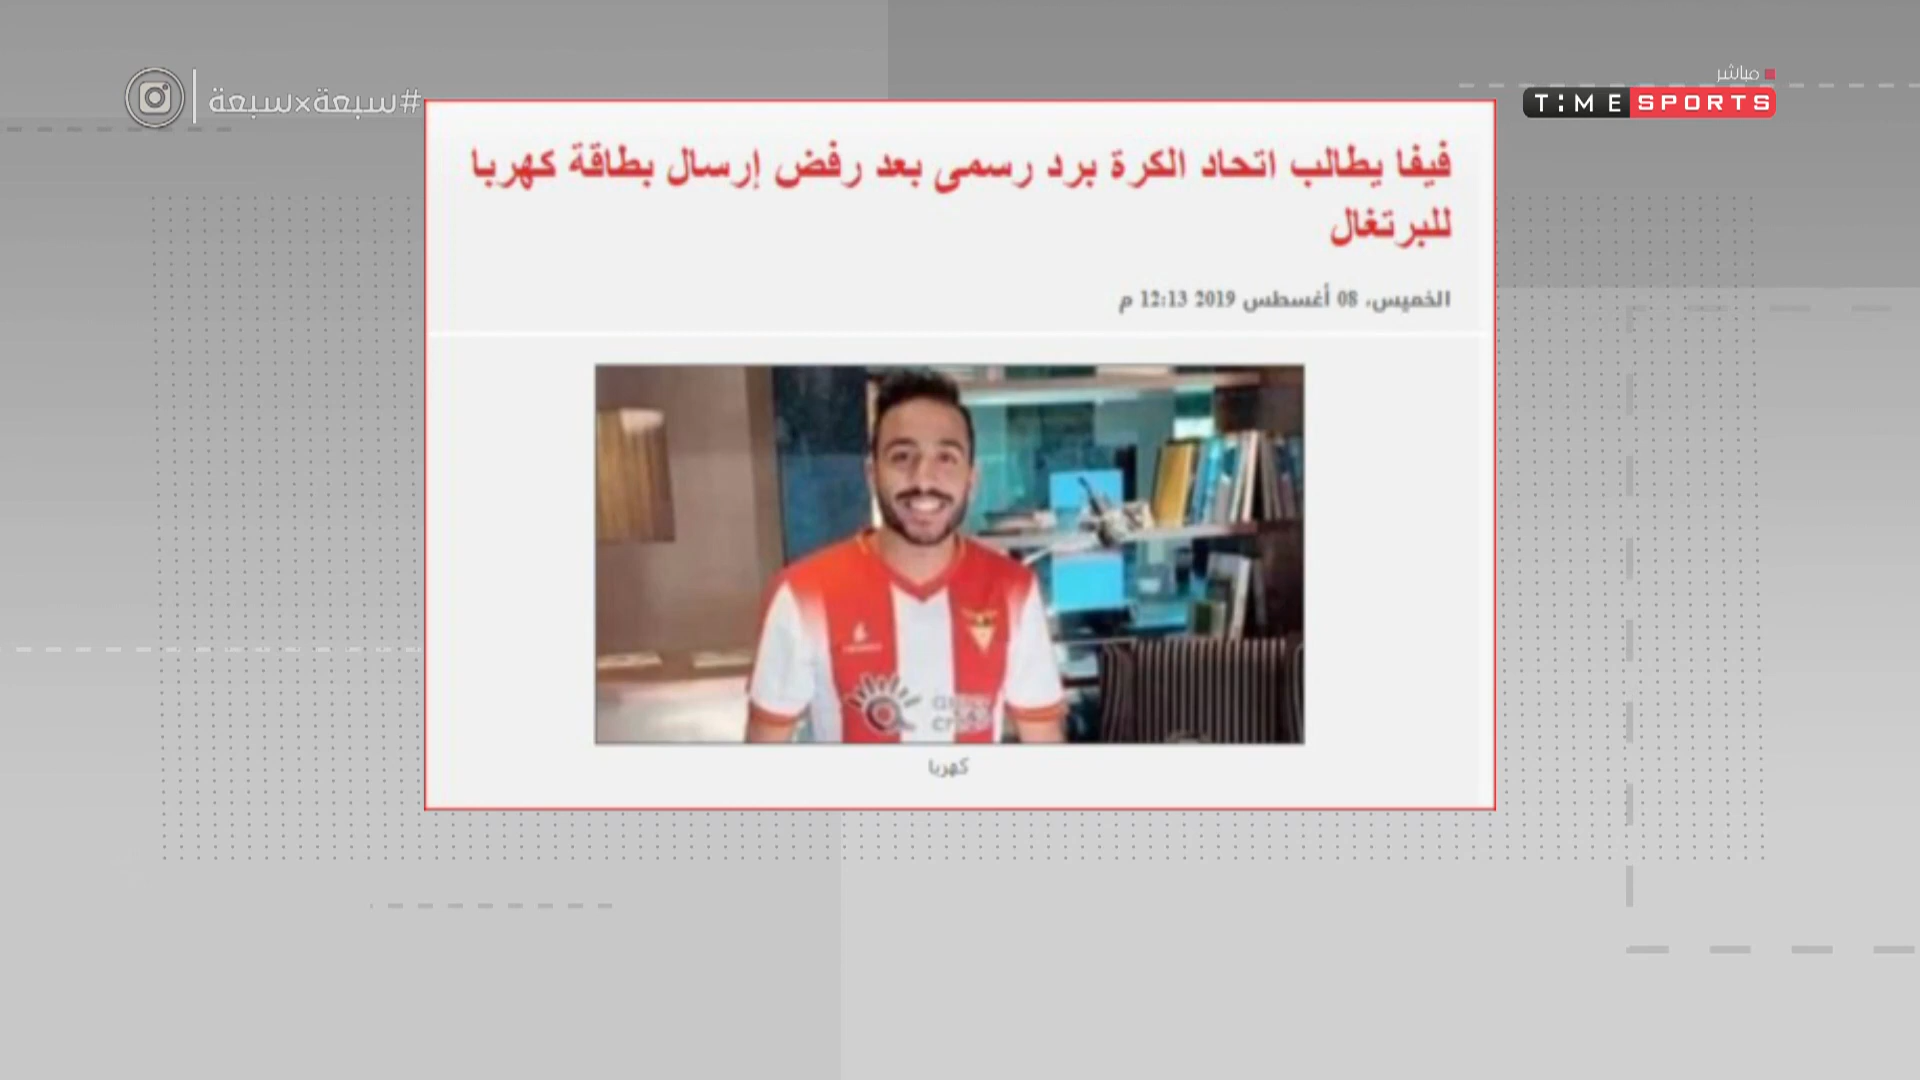 مباشر
TIME SPORTS
#سبعة×سبعة
فيفا يطالب اتحاد الكرة برد رسمى بعد رفض إرسال بطاقة كهربا
للبرتغال
الخميس، 08 أغسطس 2019 12:13 م
كهربا